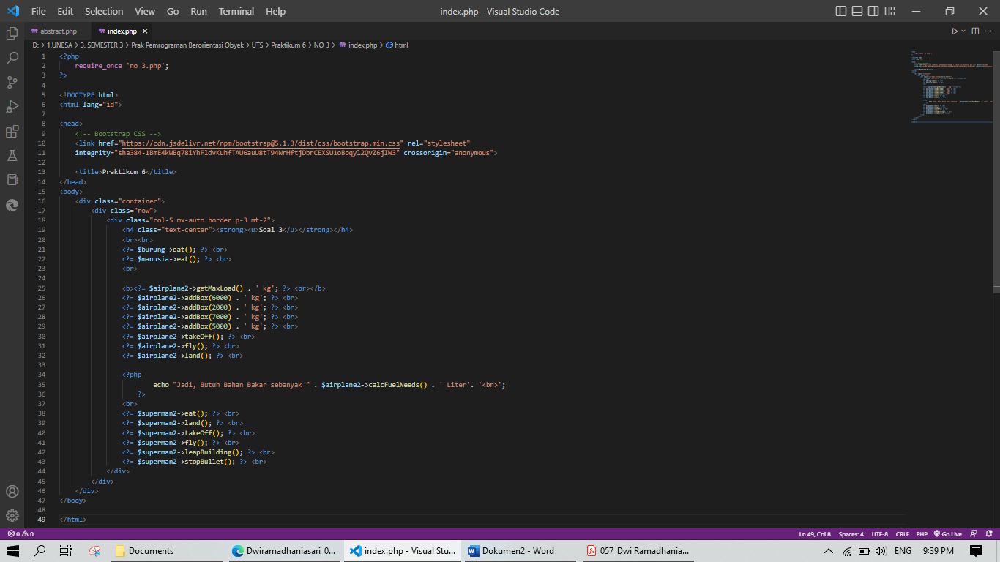 File Edit Selection View Go Run Terminal Help index.php - Visual Studio Code
abstract.php index.php
D: > 1.UNESA > 3. SEMESTER 3 > Prak Pemrograman Berorientasi Obyek > UTS > Praktikum 6 > NO 3 > index.php > html
1 <?php
2 require_once 'no 3.php';
3 ?>
4
5 <!DOCTYPE html>
6 <html lang="id">
7
8 <head>
9 <!-- Bootstrap CSS -->
10 <link href="https://cdn.jsdelivr.net/npm/bootstrap@5.1.3/dist/css/bootstrap.min.css" rel="stylesheet"
11 integrity="sha384-1BmE4kWBq78iYhFldvKuhfTAU6auU8tT94WrHftjDbrCEXSU1oBoqyl2QvZ6jIW3" crossorigin="anonymous">
12
13 <title>Praktikum 6</title>
14 </head>
15 <body>
16 <div class="container">
17 <div class="row">
18 <div class="col-5 mx-auto border p-3 mt-2">
19 <h4 class="text-center"><strong><u>Soal 3</u></strong></h4>
20 <br><br>
21 <?= $burung->eat(); ?> <br>
22 <?= $manusia->eat(); ?> <br>
23 <br>
24
25 <b><?= $airplane2->getMaxLoad() . ' kg'; ?> <br></b>
26 <?= $airplane2->addBox(6000) . ' kg'; ?> <br>
27 <?= $airplane2->addBox(2000) . ' kg'; ?> <br>
28 <?= $airplane2->addBox(7000) . ' kg'; ?> <br>
29 <?= $airplane2->addBox(5000) . ' kg'; ?> <br>
30 <?= $airplane2->takeOff(); ?> <br>
31 <?= $airplane2->fly(); ?> <br>
32 <?= $airplane2->land(); ?> <br>
33
34 <?php
35 echo "Jadi, Butuh Bahan Bakar sebanyak " . $airplane2->calcFuelNeeds() . ' Liter'. '<br>';
36 ?>
37 <br>
38 <?= $superman2->eat(); ?> <br>
39 <?= $superman2->land(); ?> <br>
40 <?= $superman2->takeOff(); ?> <br>
41 <?= $superman2->fly(); ?> <br>
42 <?= $superman2->leapBuilding(); ?> <br>
43 <?= $superman2->stopBullet(); ?> <br>
44 </div>
45 </div>
46 </div>
47 </body>
48
49 </html>
0 0 Ln 49, Col 8 Spaces: 4 UTF-8 CRLF PHP Go Live
Documents Dwiramadhaniasari_0... index.php - Visual Stu... Dokumen2 - Word 057_Dwi Ramadhania... ENG 9:39 PM